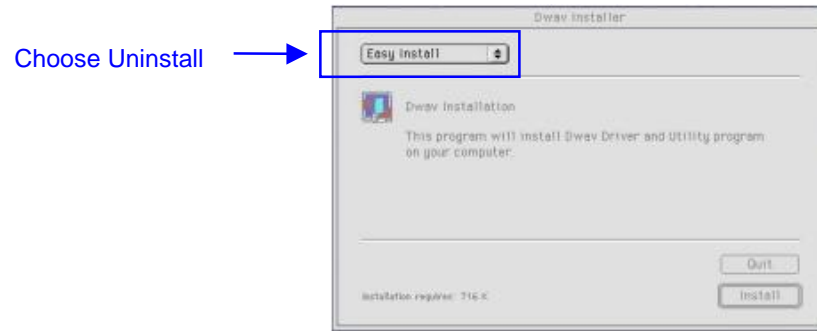 Dwav Installer
Choose Uninstall
Easy Install
Dwav Installation
This program will install Dwav Driver and Utility program
on your computer.
Quit
Installation requires: 716 K
Install